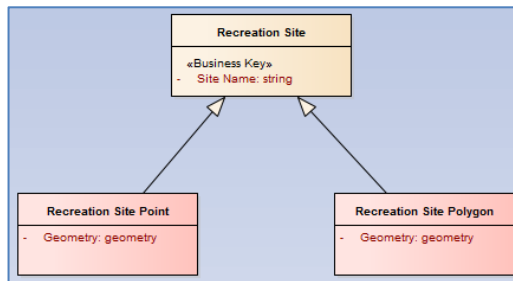 Recreation Site
«Business Key»
- Site Name: string
Recreation Site Point
- Geometry: geometry
Recreation Site Polygon
- Geometry: geometry